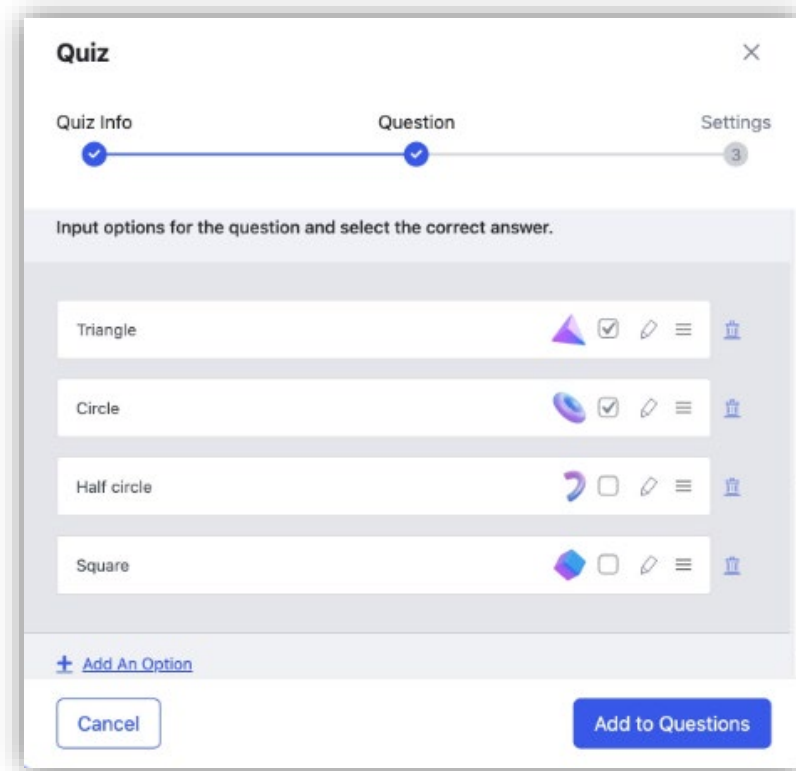 Quiz
Quiz Info Question Settings
3
Input options for the question and select the correct answer.
Triangle
Circle
Half circle
Square
Add An Option
Cancel Add to Questions